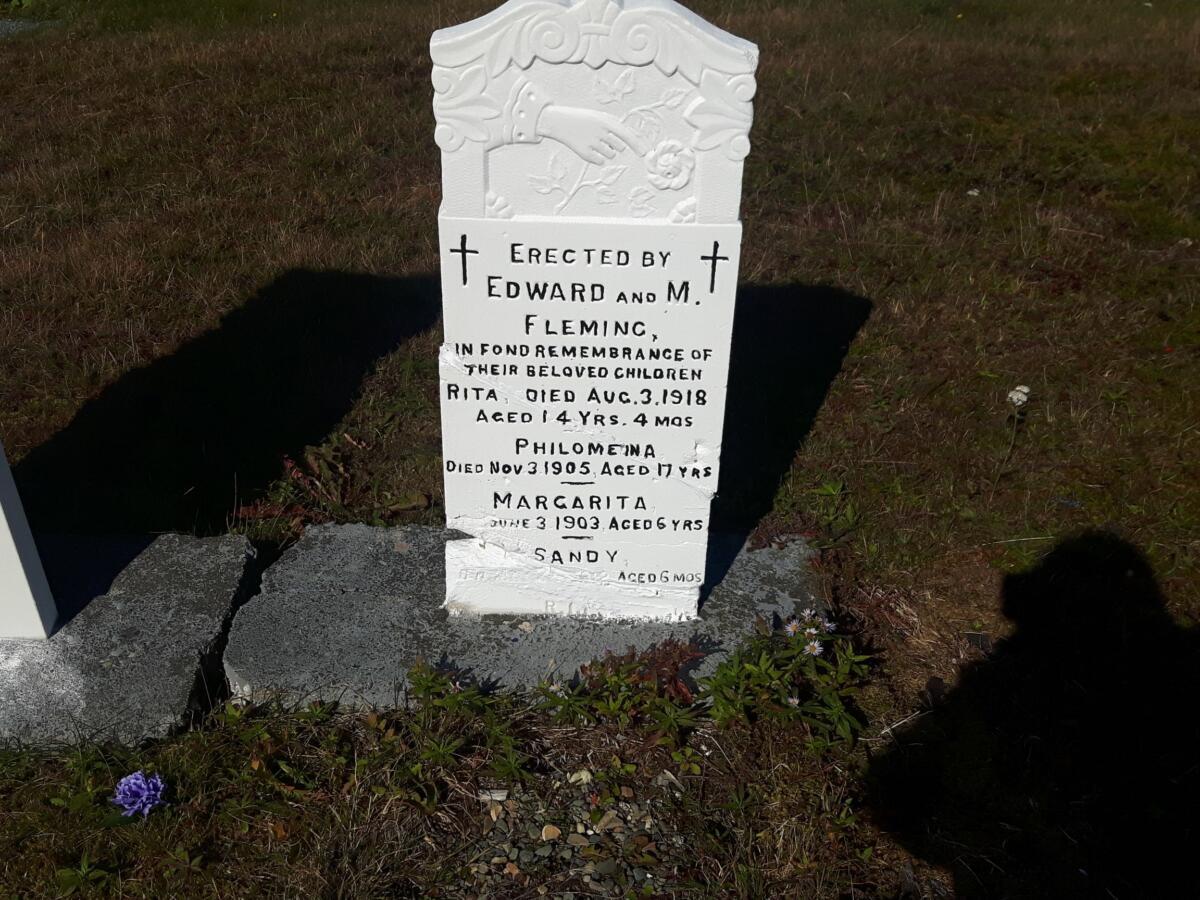 ERECTED BY
EDWARD AND M.
FLEMING,
IN FOND REMEMBRANCE OF
THEIR BELOVED CHILDREN
RITA, DIED AUG. 3, 1918
AGED 14 YRS. 4 MOS
PHILOMENA
DIED NOV 3 1905, AGED 17 YRS
MARGARITA
JUNE 3 1903, AGED 6 YRS
SANDY,
AGED 6 MOS